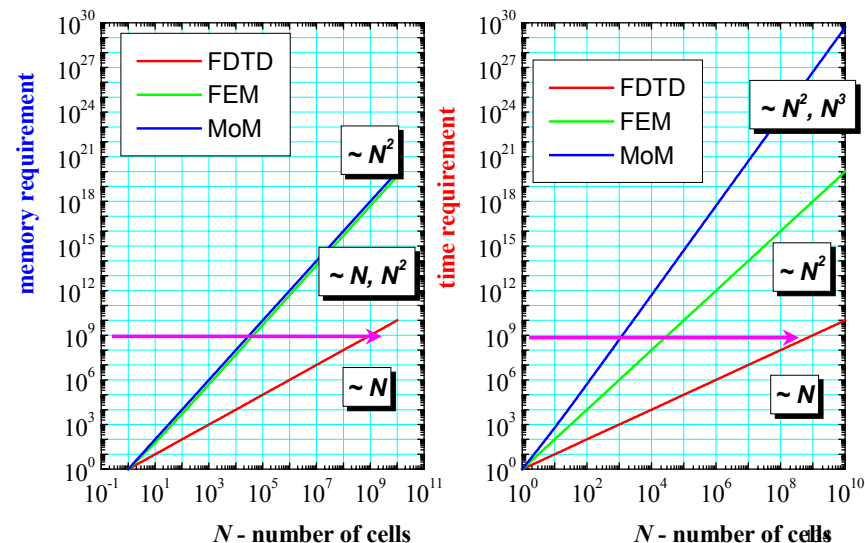 memory requirement
10^30
10^27
10^24
10^21
10^18
10^15
10^12
10^9
10^6
10^3
10^0
FDTD
FEM
MoM
~ N^2
~ N, N^2
~ N
10^-1 10^1 10^3 10^5 10^7 10^9 10^11
N - number of cells
time requirement
10^30
10^27
10^24
10^21
10^18
10^15
10^12
10^9
10^6
10^3
10^0
FDTD
FEM
MoM
~ N^2, N^3
~ N^2
~ N
10^0 10^2 10^4 10^6 10^8 10^10
N - number of cells